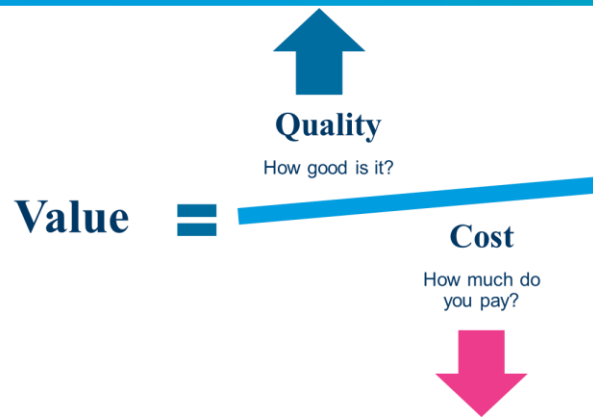 Quality
How good is it?
Value =
Cost
How much do
you pay?